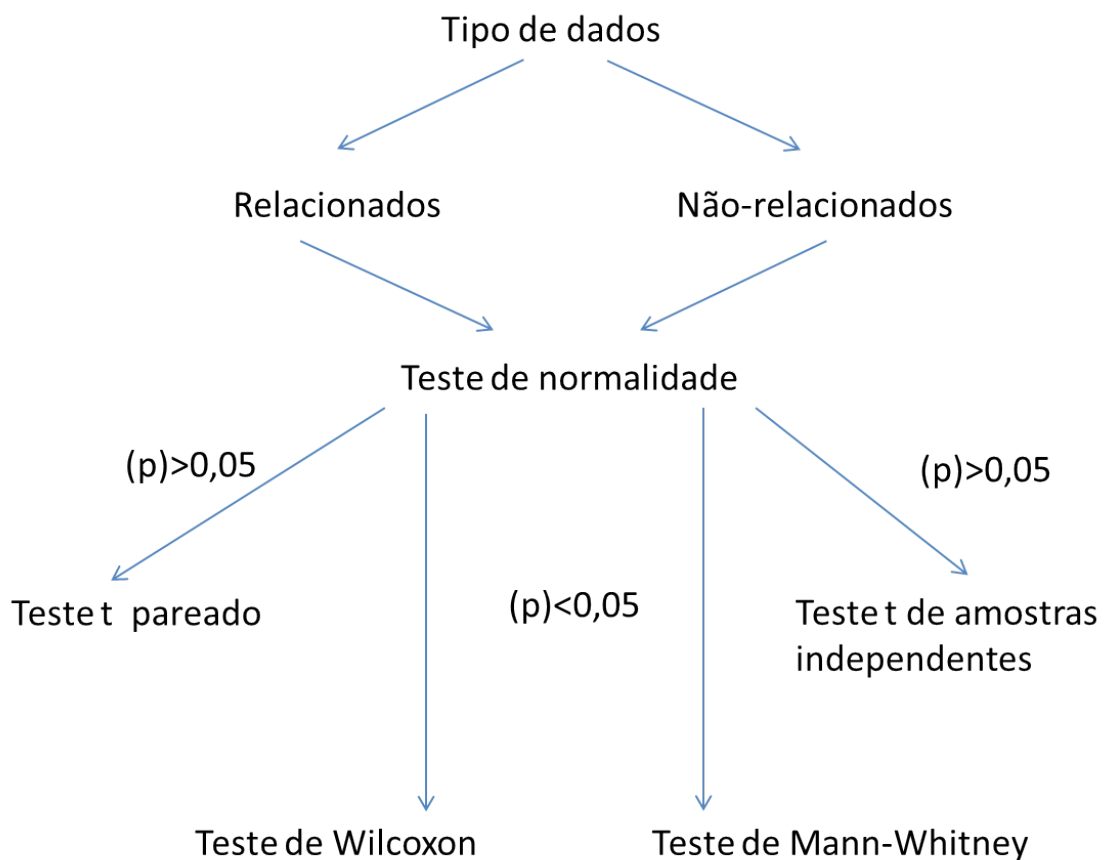 Tipo de dados
Relacionados
Não-relacionados
Teste de normalidade
(p)>0,05
(p)>0,05
Teste t pareado
(p)<0,05
Teste t de amostras
independentes
Teste de Wilcoxon
Teste de Mann-Whitney